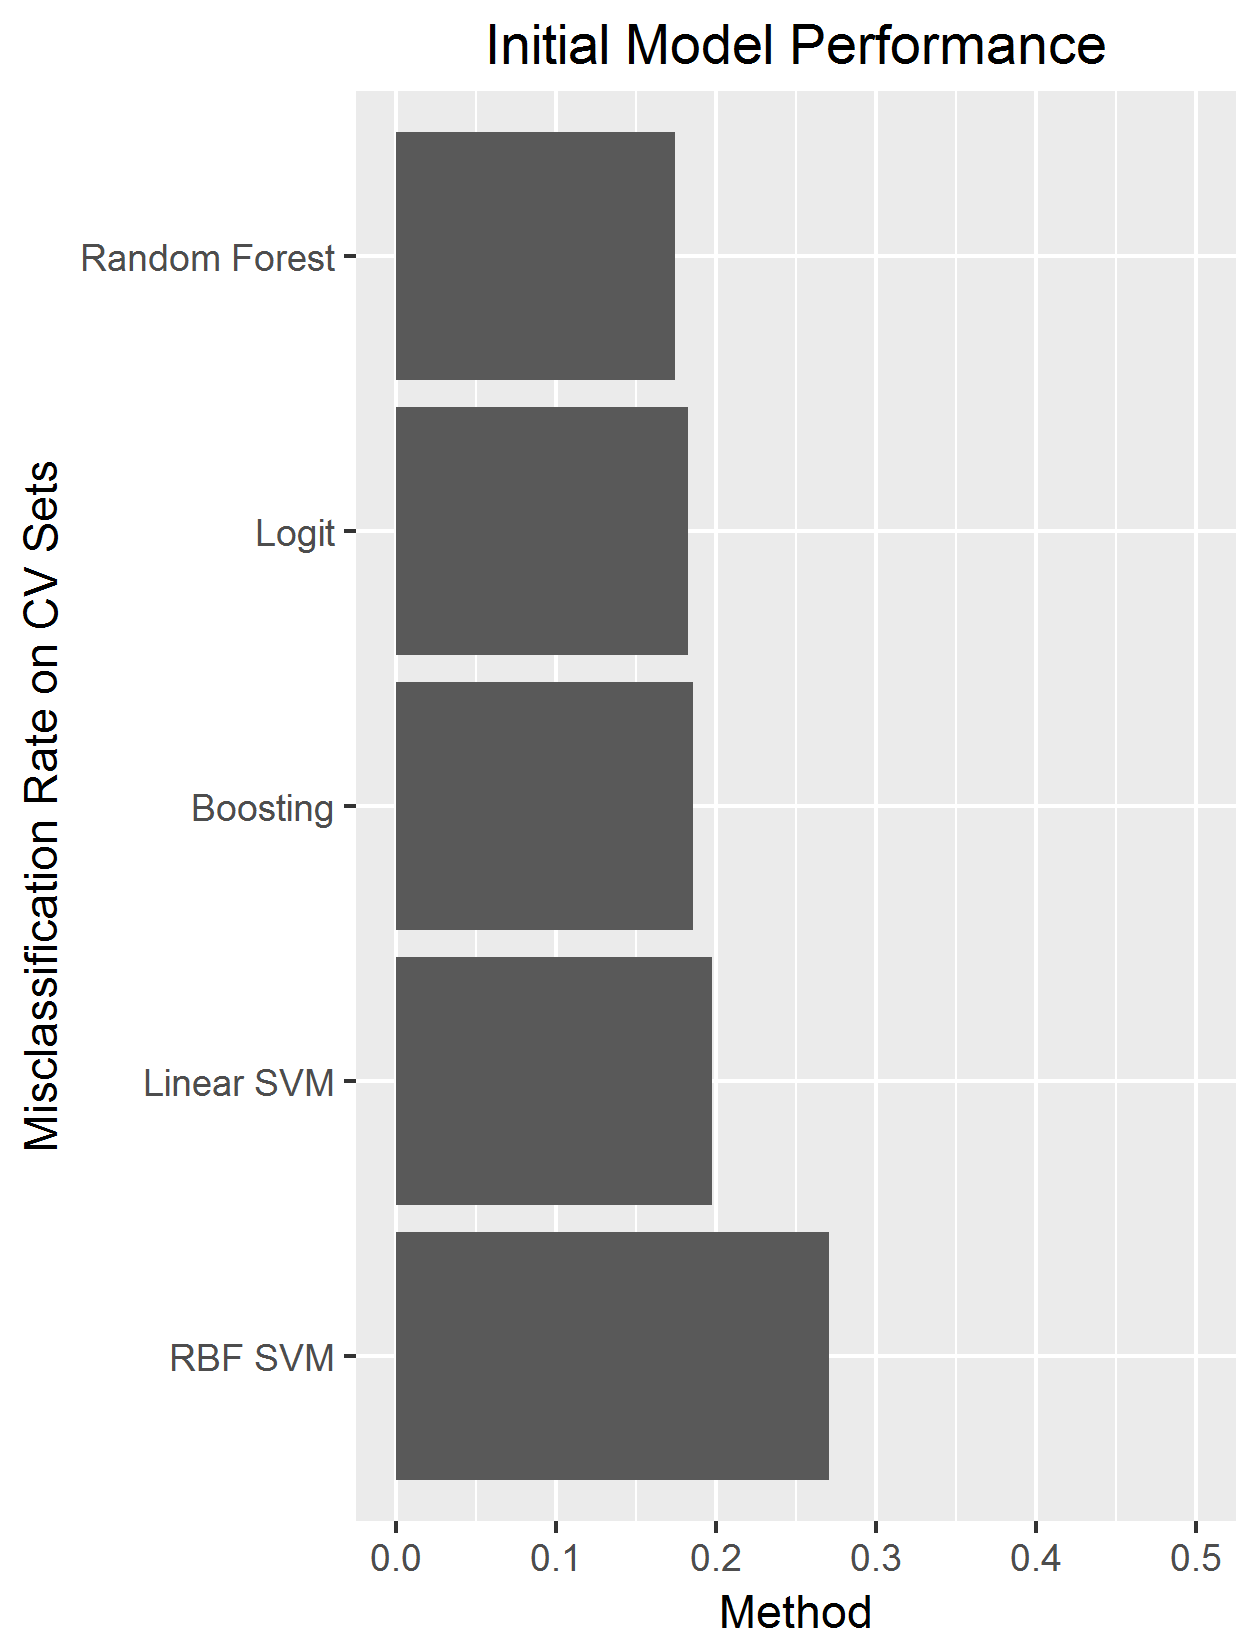 Initial Model Performance
Misclassification Rate on CV Sets
Random Forest
Logit
Boosting
Linear SVM
RBF SVM
0.0 0.1 0.2 0.3 0.4 0.5
Method